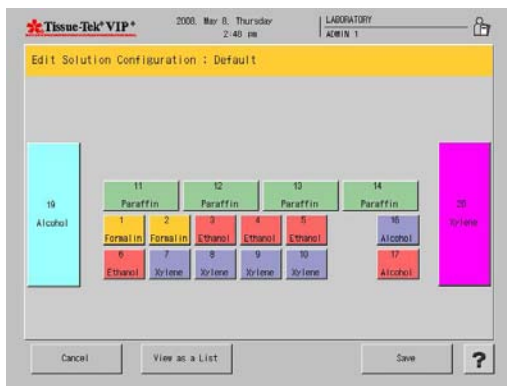 Tissue-Tek® VIP®
2008. May 8. Thursday
2:48 pm
LABORATORY
ADMIN 1
Edit Solution Configuration : Default
19
Alcohol
11
Paraffin
12
Paraffin
13
Paraffin
14
Paraffin
1
Formalin
2
Formalin
3
Ethanol
4
Ethanol
5
Ethanol
16
Alcohol
6
Ethanol
7
Xylene
8
Xylene
9
Xylene
10
Xylene
17
Alcohol
20
Xylene
Cancel
View as a List
Save
?